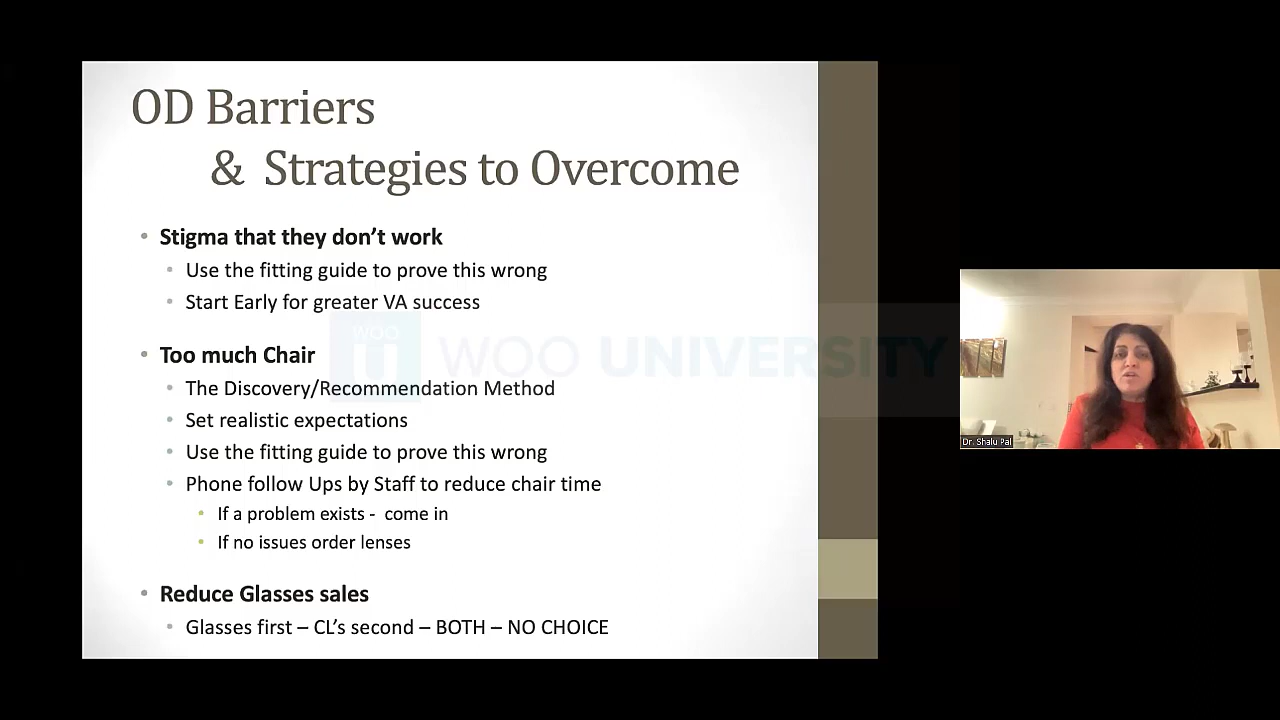 OD Barriers
& Strategies to Overcome
• Stigma that they don’t work
• Use the fitting guide to prove this wrong
• Start Early for greater VA success
• Too much Chair
• The Discovery/Recommendation Method
• Set realistic expectations
• Use the fitting guide to prove this wrong
• Phone follow Ups by Staff to reduce chair time
• If a problem exists - come in
• If no issues order lenses
• Reduce Glasses sales
• Glasses first – CL’s second – BOTH – NO CHOICE
WOO U WOO UNIVERSITY
Dr. Shalu Pal